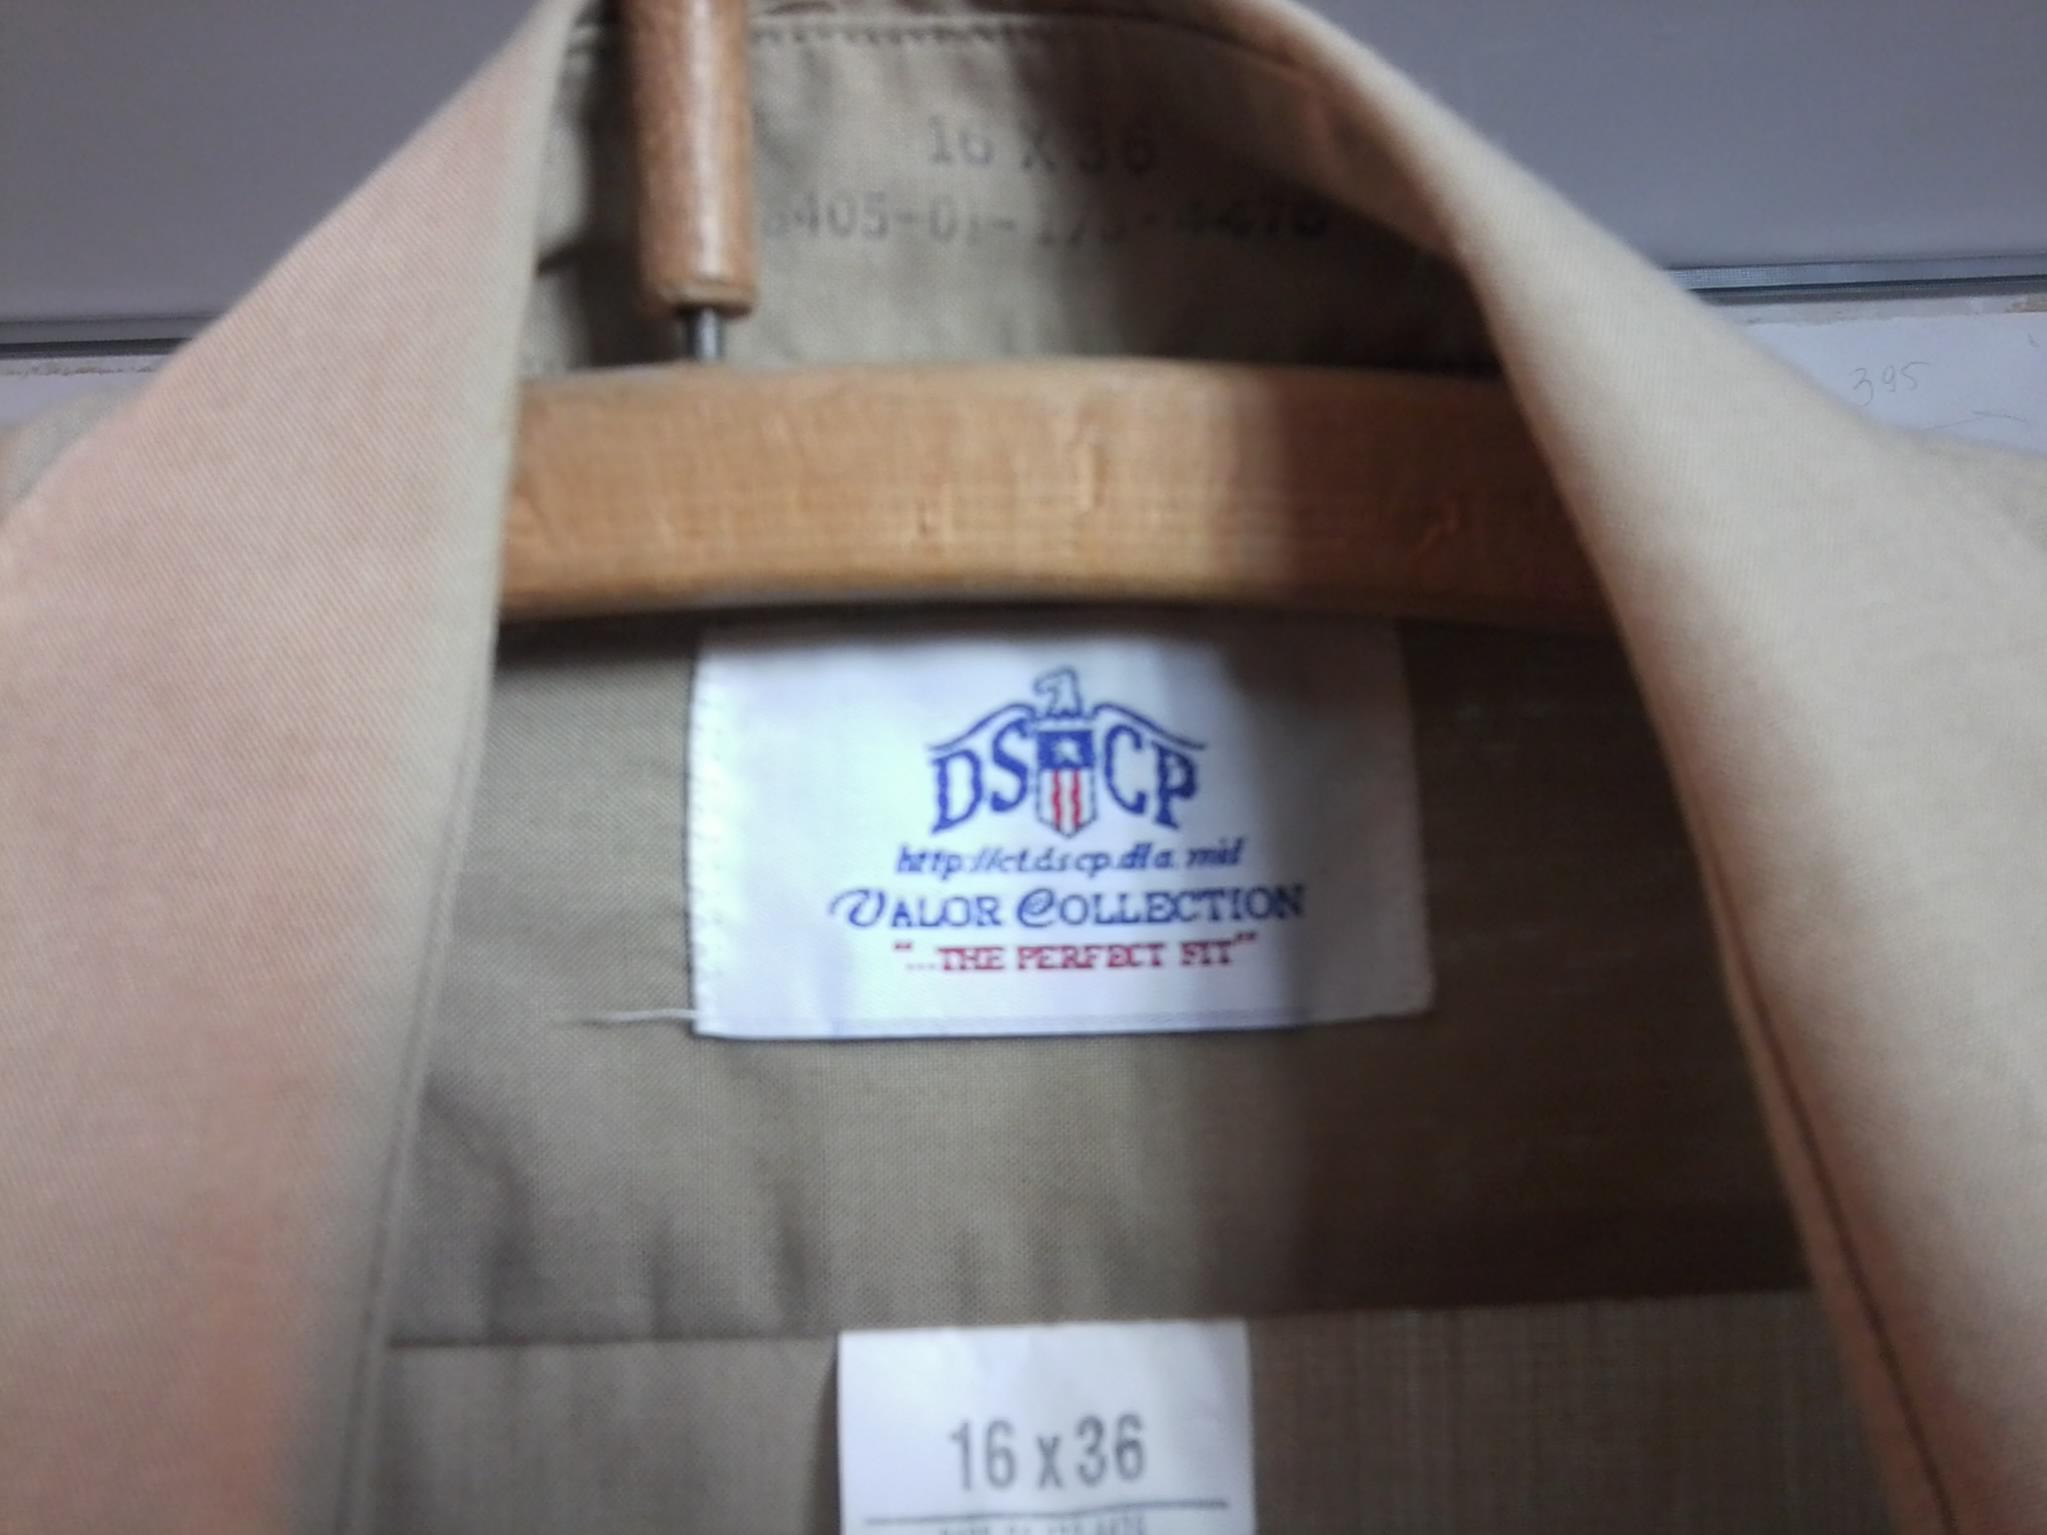 16 x 36
395
DSCP
http://ct.dscp.dla.mil
VALOR COLLECTION
"...THE PERFECT FIT"
16 x 36